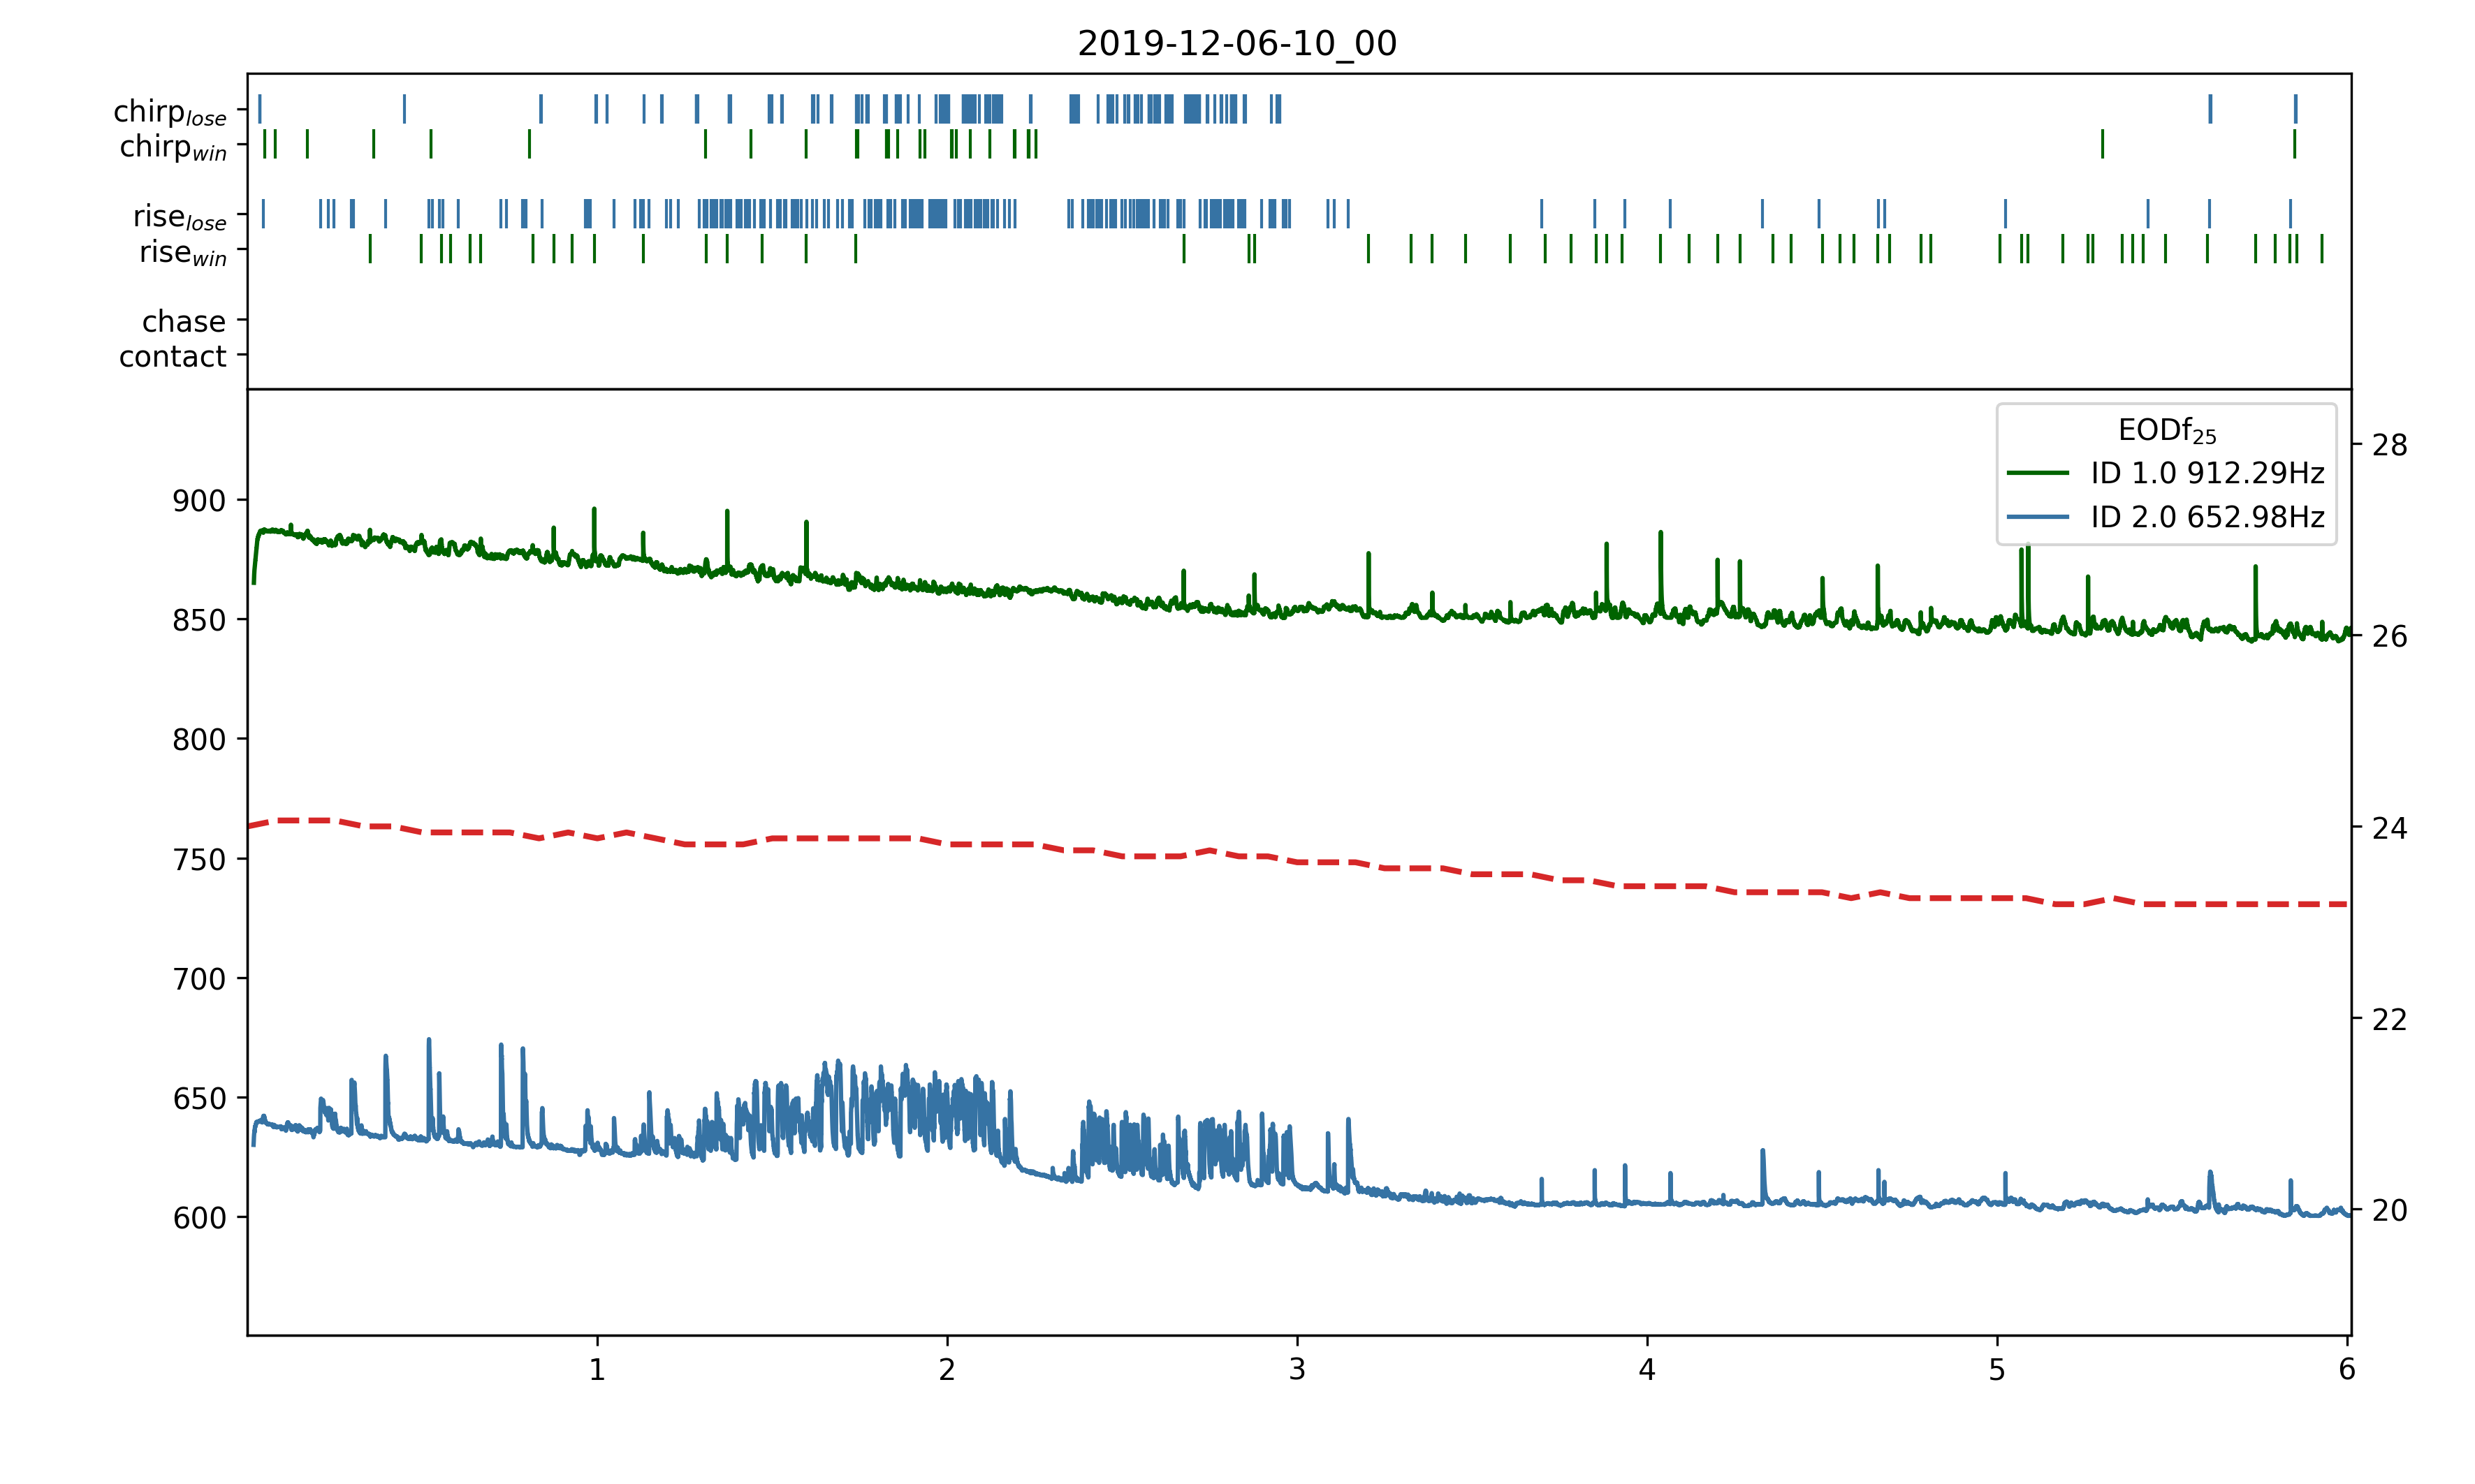 2019-12-06-10_00
chirp_lose
chirp_win
rise_lose
rise_win
chase
contact
EODf_25
ID 1.0 912.29Hz
ID 2.0 652.98Hz
900
850
800
750
700
650
600
28
26
24
22
20
1 2 3 4 5 6